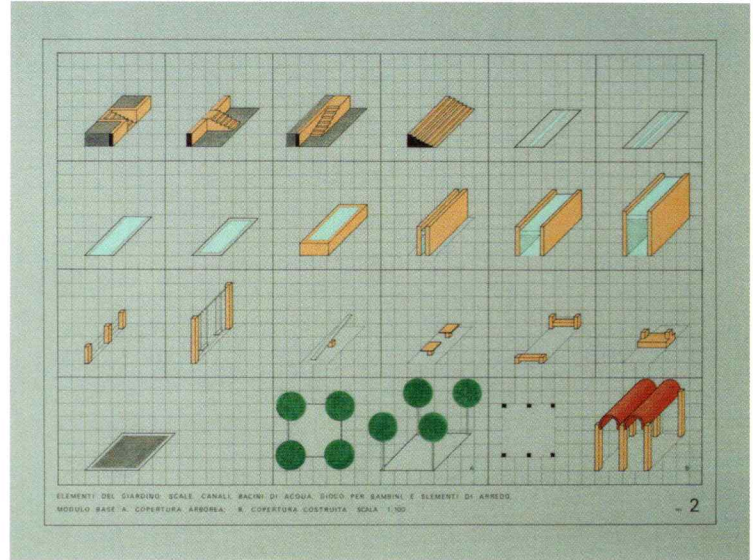 A
B
ELEMENTI DEL GIARDINO: SCALE, CANALI, BACINI DI ACQUA, GIOCO PER BAMBINI, E ELEMENTI DI ARREDO,
MODULO BASE A. COPERTURA ARBOREA. B. COPERTURA COSTRUITA SCALA 1:100
2